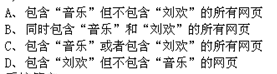 A、包含“音乐”但不包含“刘欢”的所有网页
B、同时包含“音乐”和“刘欢”的所有网页
C、包含“音乐”或者包含“刘欢”的所有网页
D、包含“刘欢”但不包含“音乐”的网页